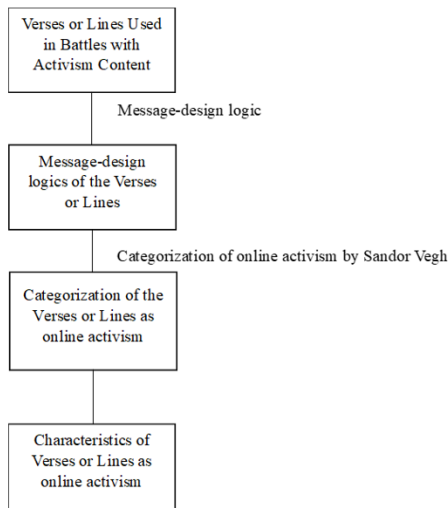 Verses or Lines Used
in Battles with
Activism Content
Message-design logic
Message-design
logics of the Verses
or Lines
Categorization of online activism by Sandor Vegh
Categorization of the
Verses or Lines as
online activism
Characteristics of
Verses or Lines as
online activism